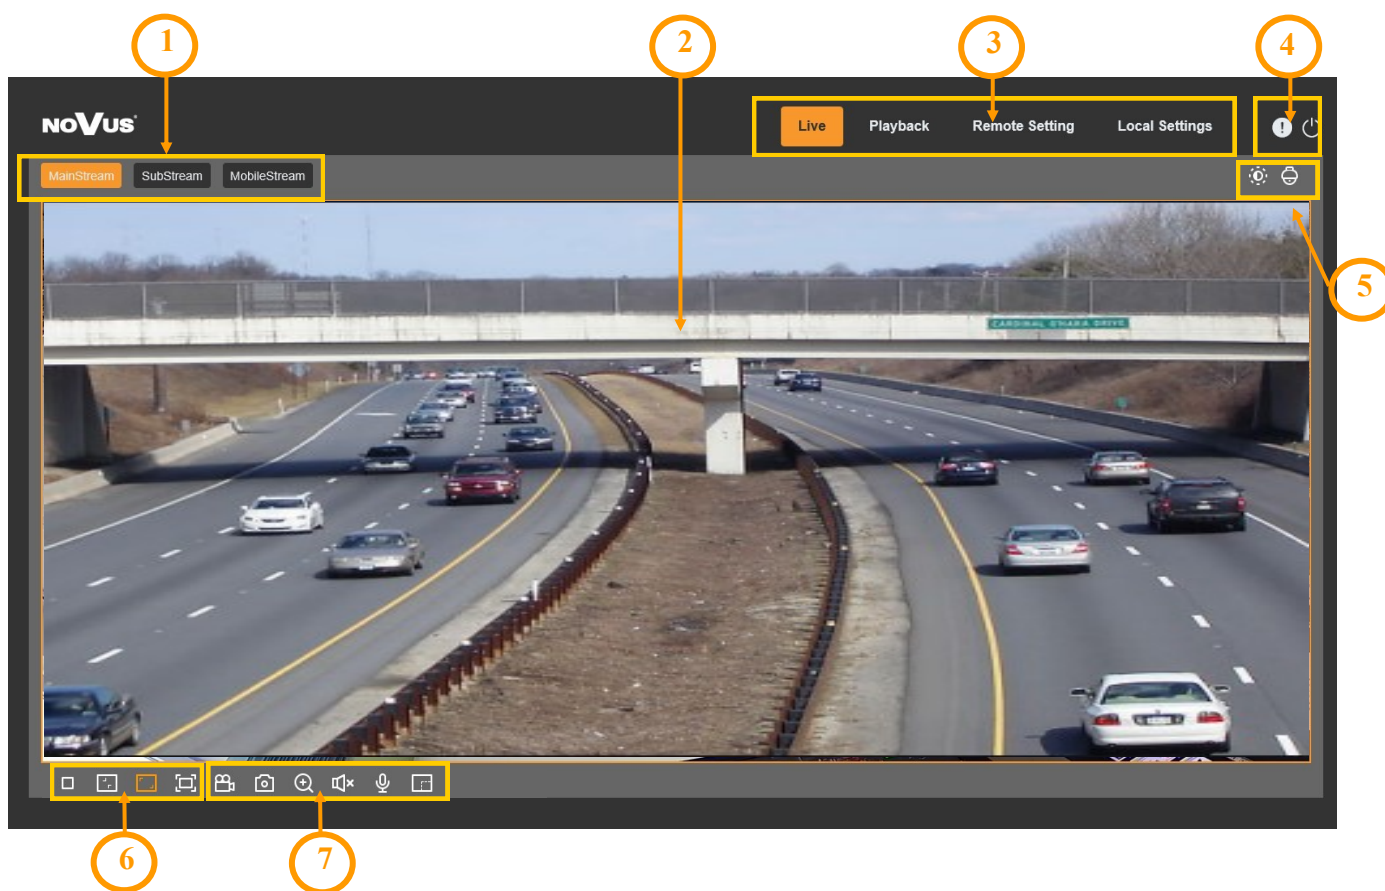 1
2
3
4
NOVUS
Live Playback Remote Setting Local Settings
MainStream SubStream MobileStream
5
CARDINAL O'HARA DRIVE
6
7